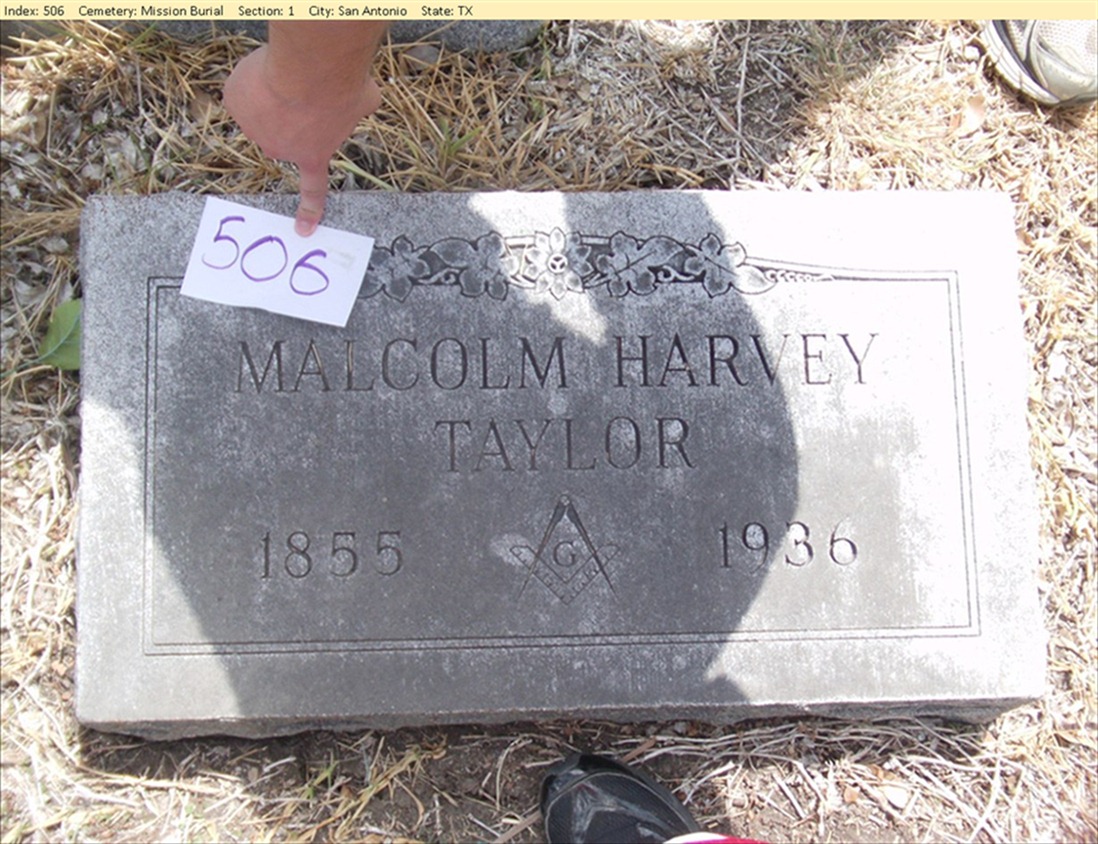 Index: 506 Cemetery: Mission Burial Section: 1 City: San Antonio State: TX
506
MALCOLM HARVEY
TAYLOR
1855 G 1936